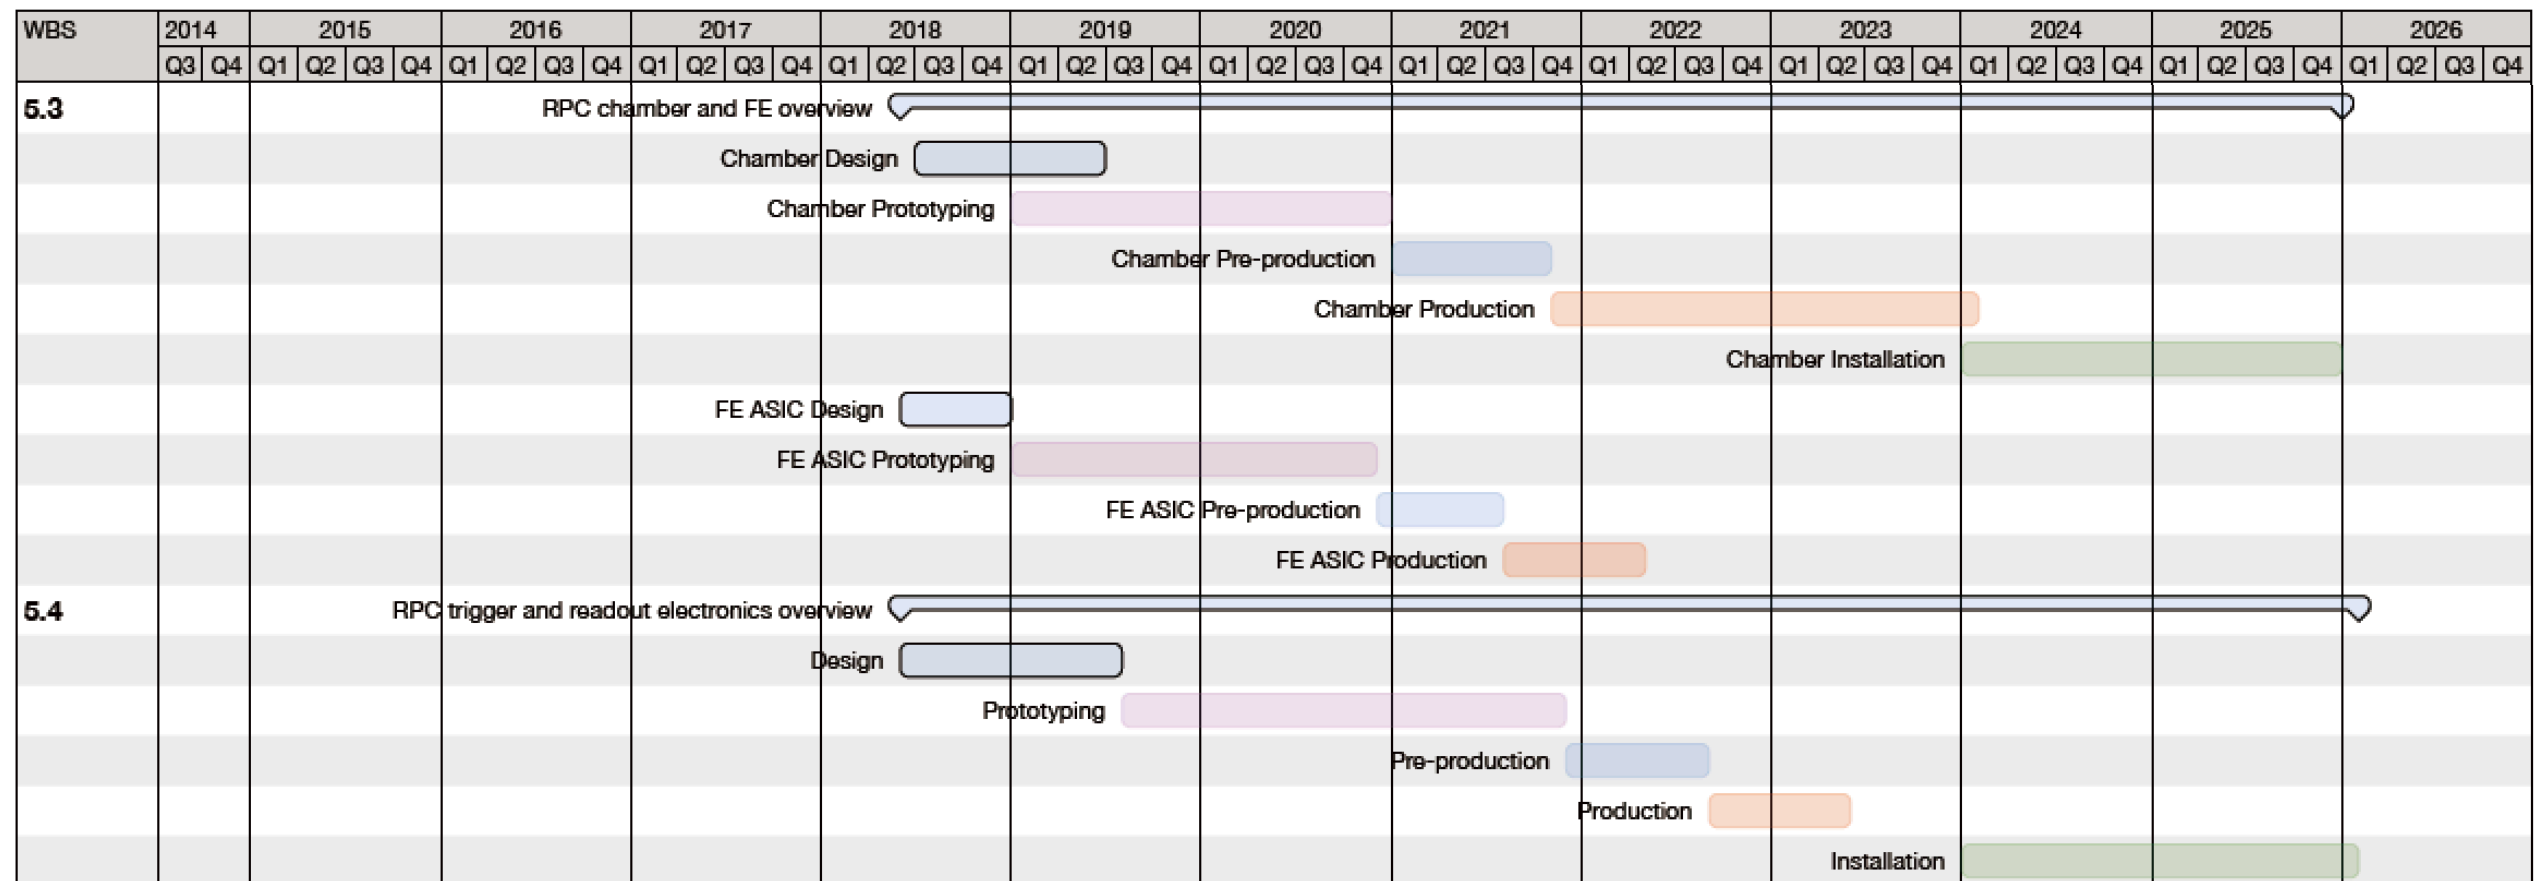 WBS 2014 2015 2016 2017 2018 2019 2020 2021 2022 2023 2024 2025 2026
Q3 Q4 Q1 Q2 Q3 Q4 Q1 Q2 Q3 Q4 Q1 Q2 Q3 Q4 Q1 Q2 Q3 Q4 Q1 Q2 Q3 Q4 Q1 Q2 Q3 Q4 Q1 Q2 Q3 Q4 Q1 Q2 Q3 Q4 Q1 Q2 Q3 Q4 Q1 Q2 Q3 Q4 Q1 Q2 Q3 Q4 Q1 Q2 Q3 Q4
5.3 RPC chamber and FE overview
Chamber Design
Chamber Prototyping
Chamber Pre-production
Chamber Production
Chamber Installation
FE ASIC Design
FE ASIC Prototyping
FE ASIC Pre-production
FE ASIC Production
5.4 RPC trigger and readout electronics overview
Design
Prototyping
Pre-production
Production
Installation